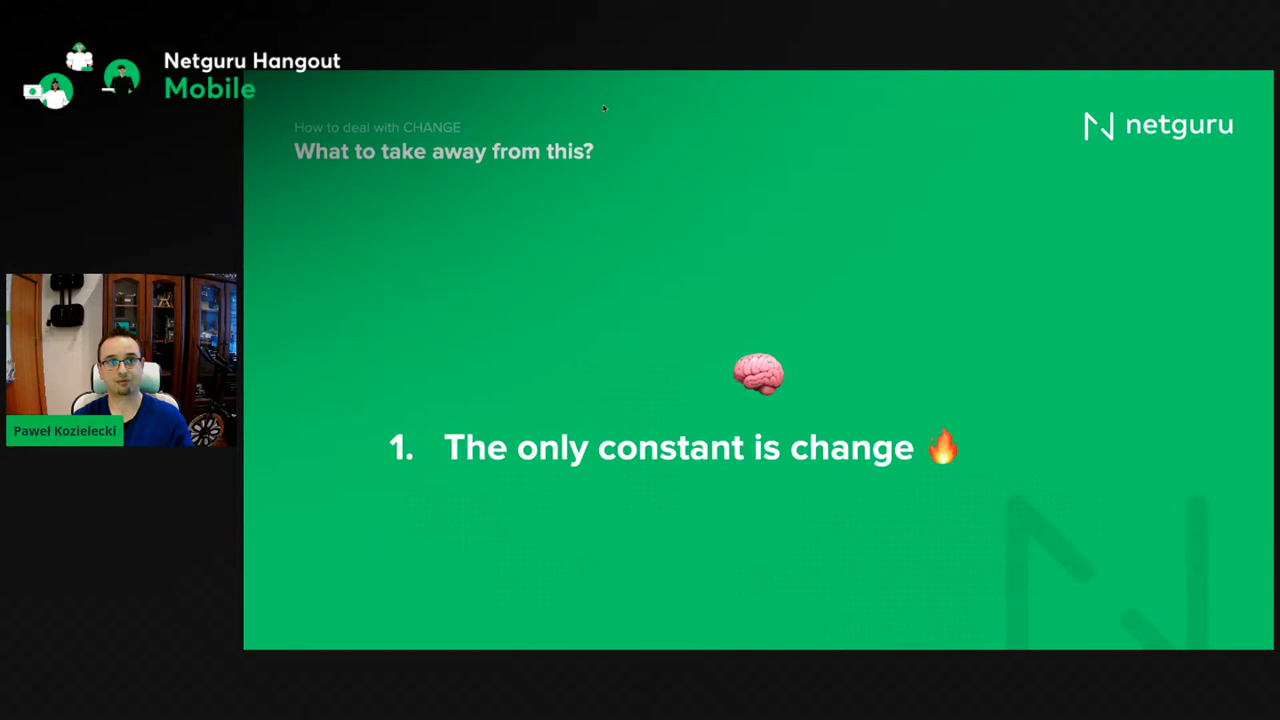 Netguru Hangout
Mobile
How to deal with CHANGE
What to take away from this?
netguru
1. The only constant is change 🔥
Paweł Kozielecki